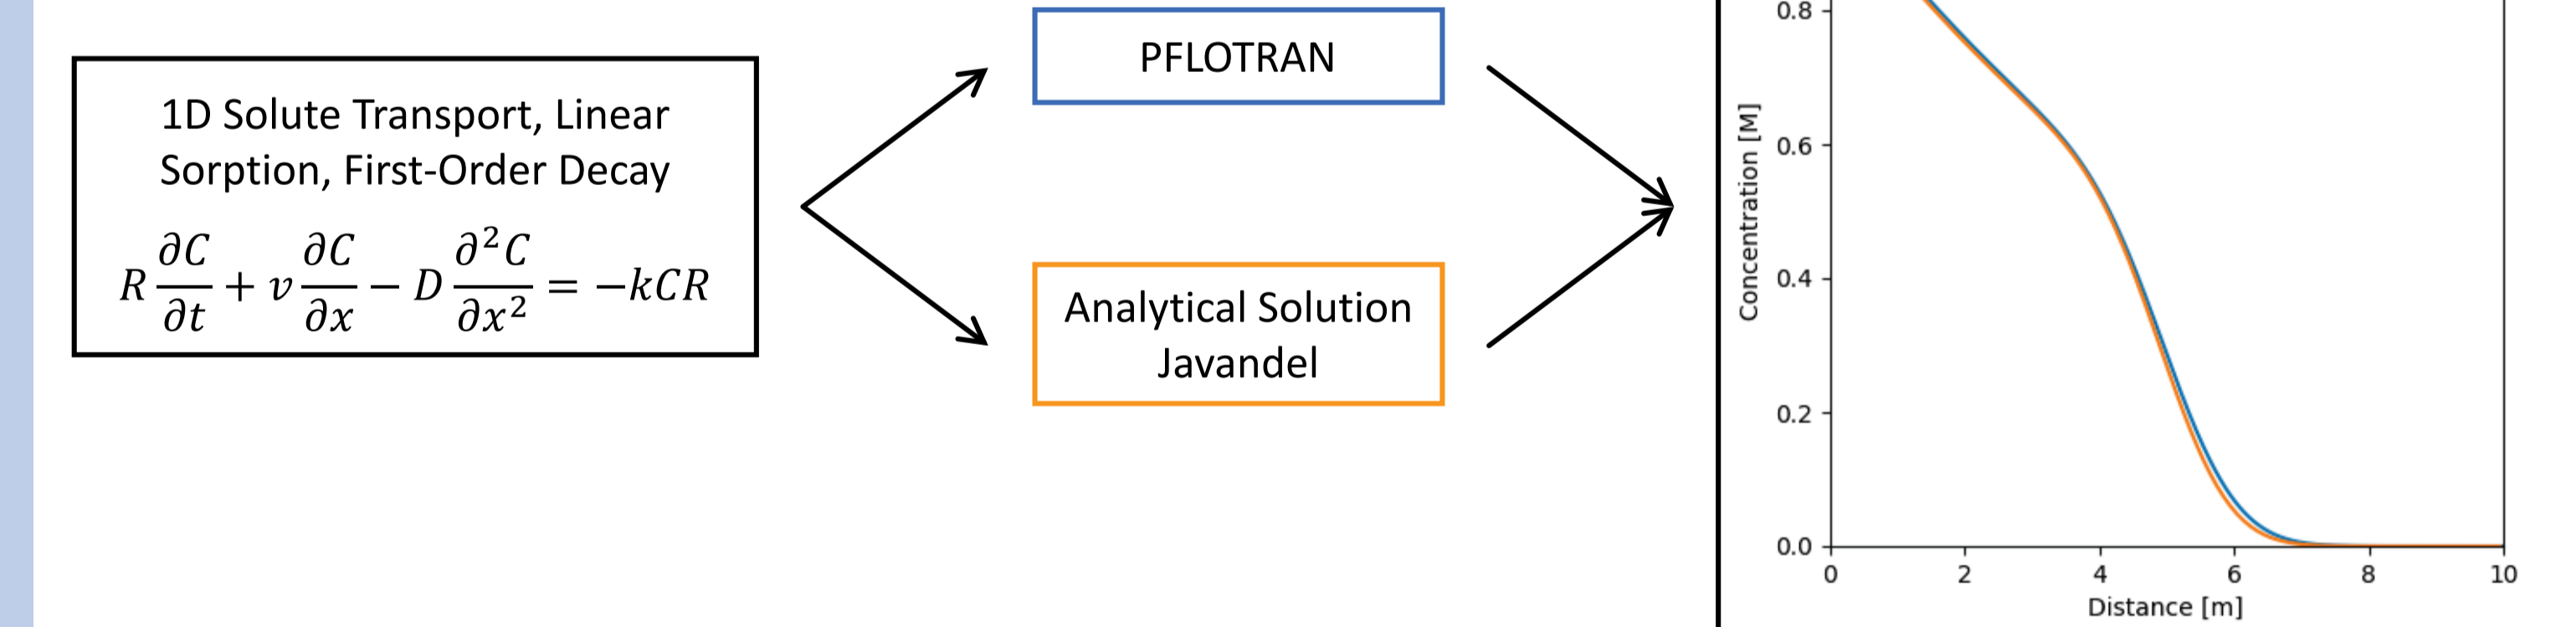 1D Solute Transport, Linear
Sorption, First-Order Decay
R ∂C/∂t + v ∂C/∂x − D ∂²C/∂x² = −kCR
PFLOTRAN
Analytical Solution
Javandel
Concentration [M]
0.8
0.6
0.4
0.2
0.0
0 2 4 6 8 10
Distance [m]